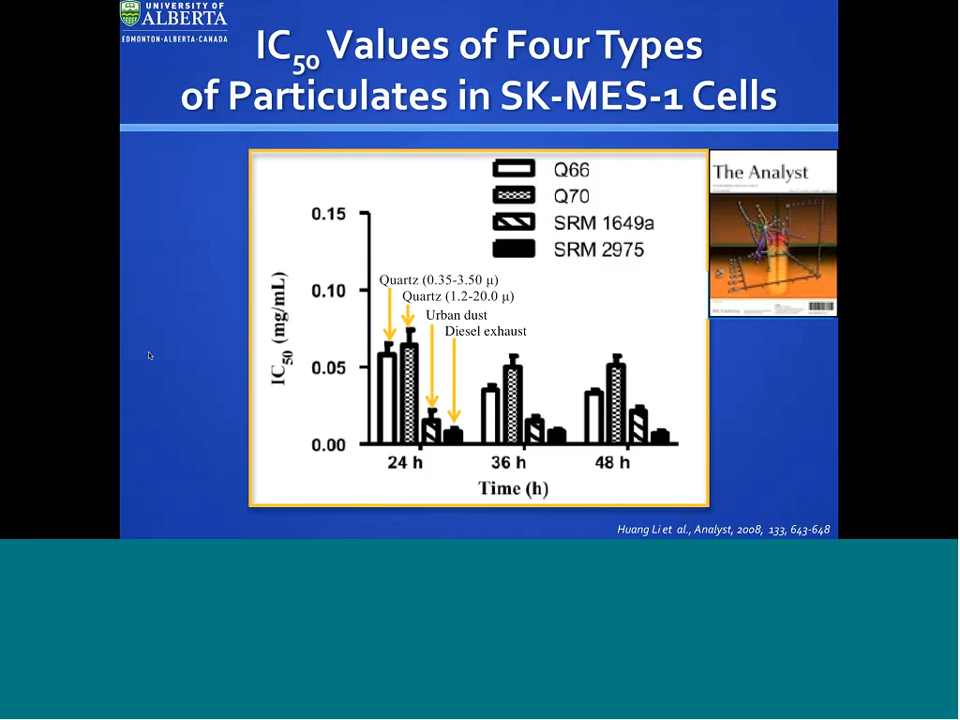 UNIVERSITY OF
ALBERTA
EDMONTON·ALBERTA·CANADA
IC50 Values of Four Types
of Particulates in SK-MES-1 Cells
Q66
Q70
SRM 1649a
SRM 2975
The Analyst
0.15
0.10
0.05
0.00
IC50 (mg/mL)
Quartz (0.35-3.50 µ)
Quartz (1.2-20.0 µ)
Urban dust
Diesel exhaust
24 h
36 h
48 h
Time (h)
Huang Li et al., Analyst, 2008, 133, 643-648